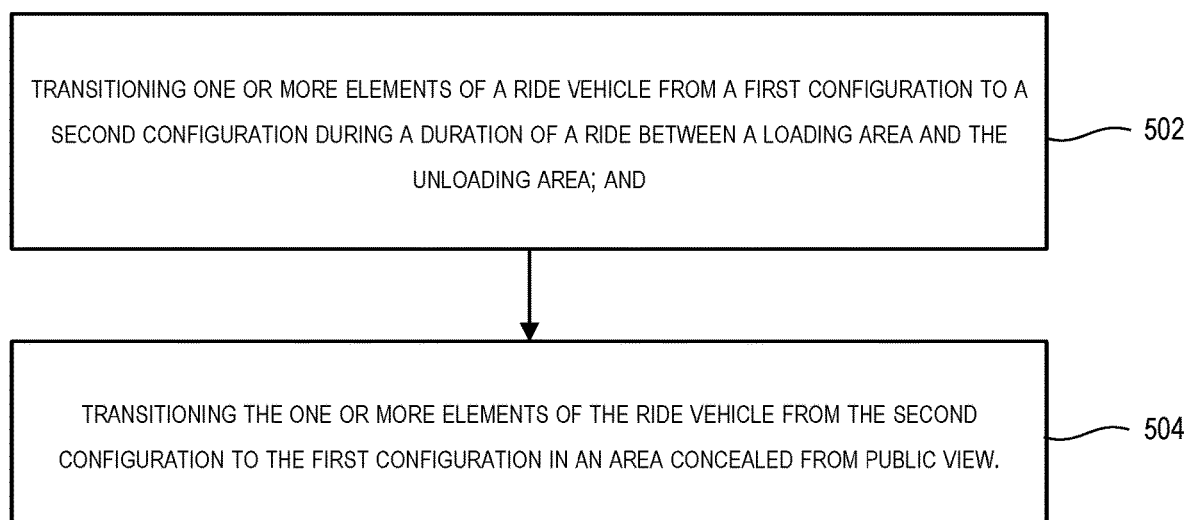 TRANSITIONING ONE OR MORE ELEMENTS OF A RIDE VEHICLE FROM A FIRST CONFIGURATION TO A
SECOND CONFIGURATION DURING A DURATION OF A RIDE BETWEEN A LOADING AREA AND THE
UNLOADING AREA; AND
502
TRANSITIONING THE ONE OR MORE ELEMENTS OF THE RIDE VEHICLE FROM THE SECOND
CONFIGURATION TO THE FIRST CONFIGURATION IN AN AREA CONCEALED FROM PUBLIC VIEW.
504